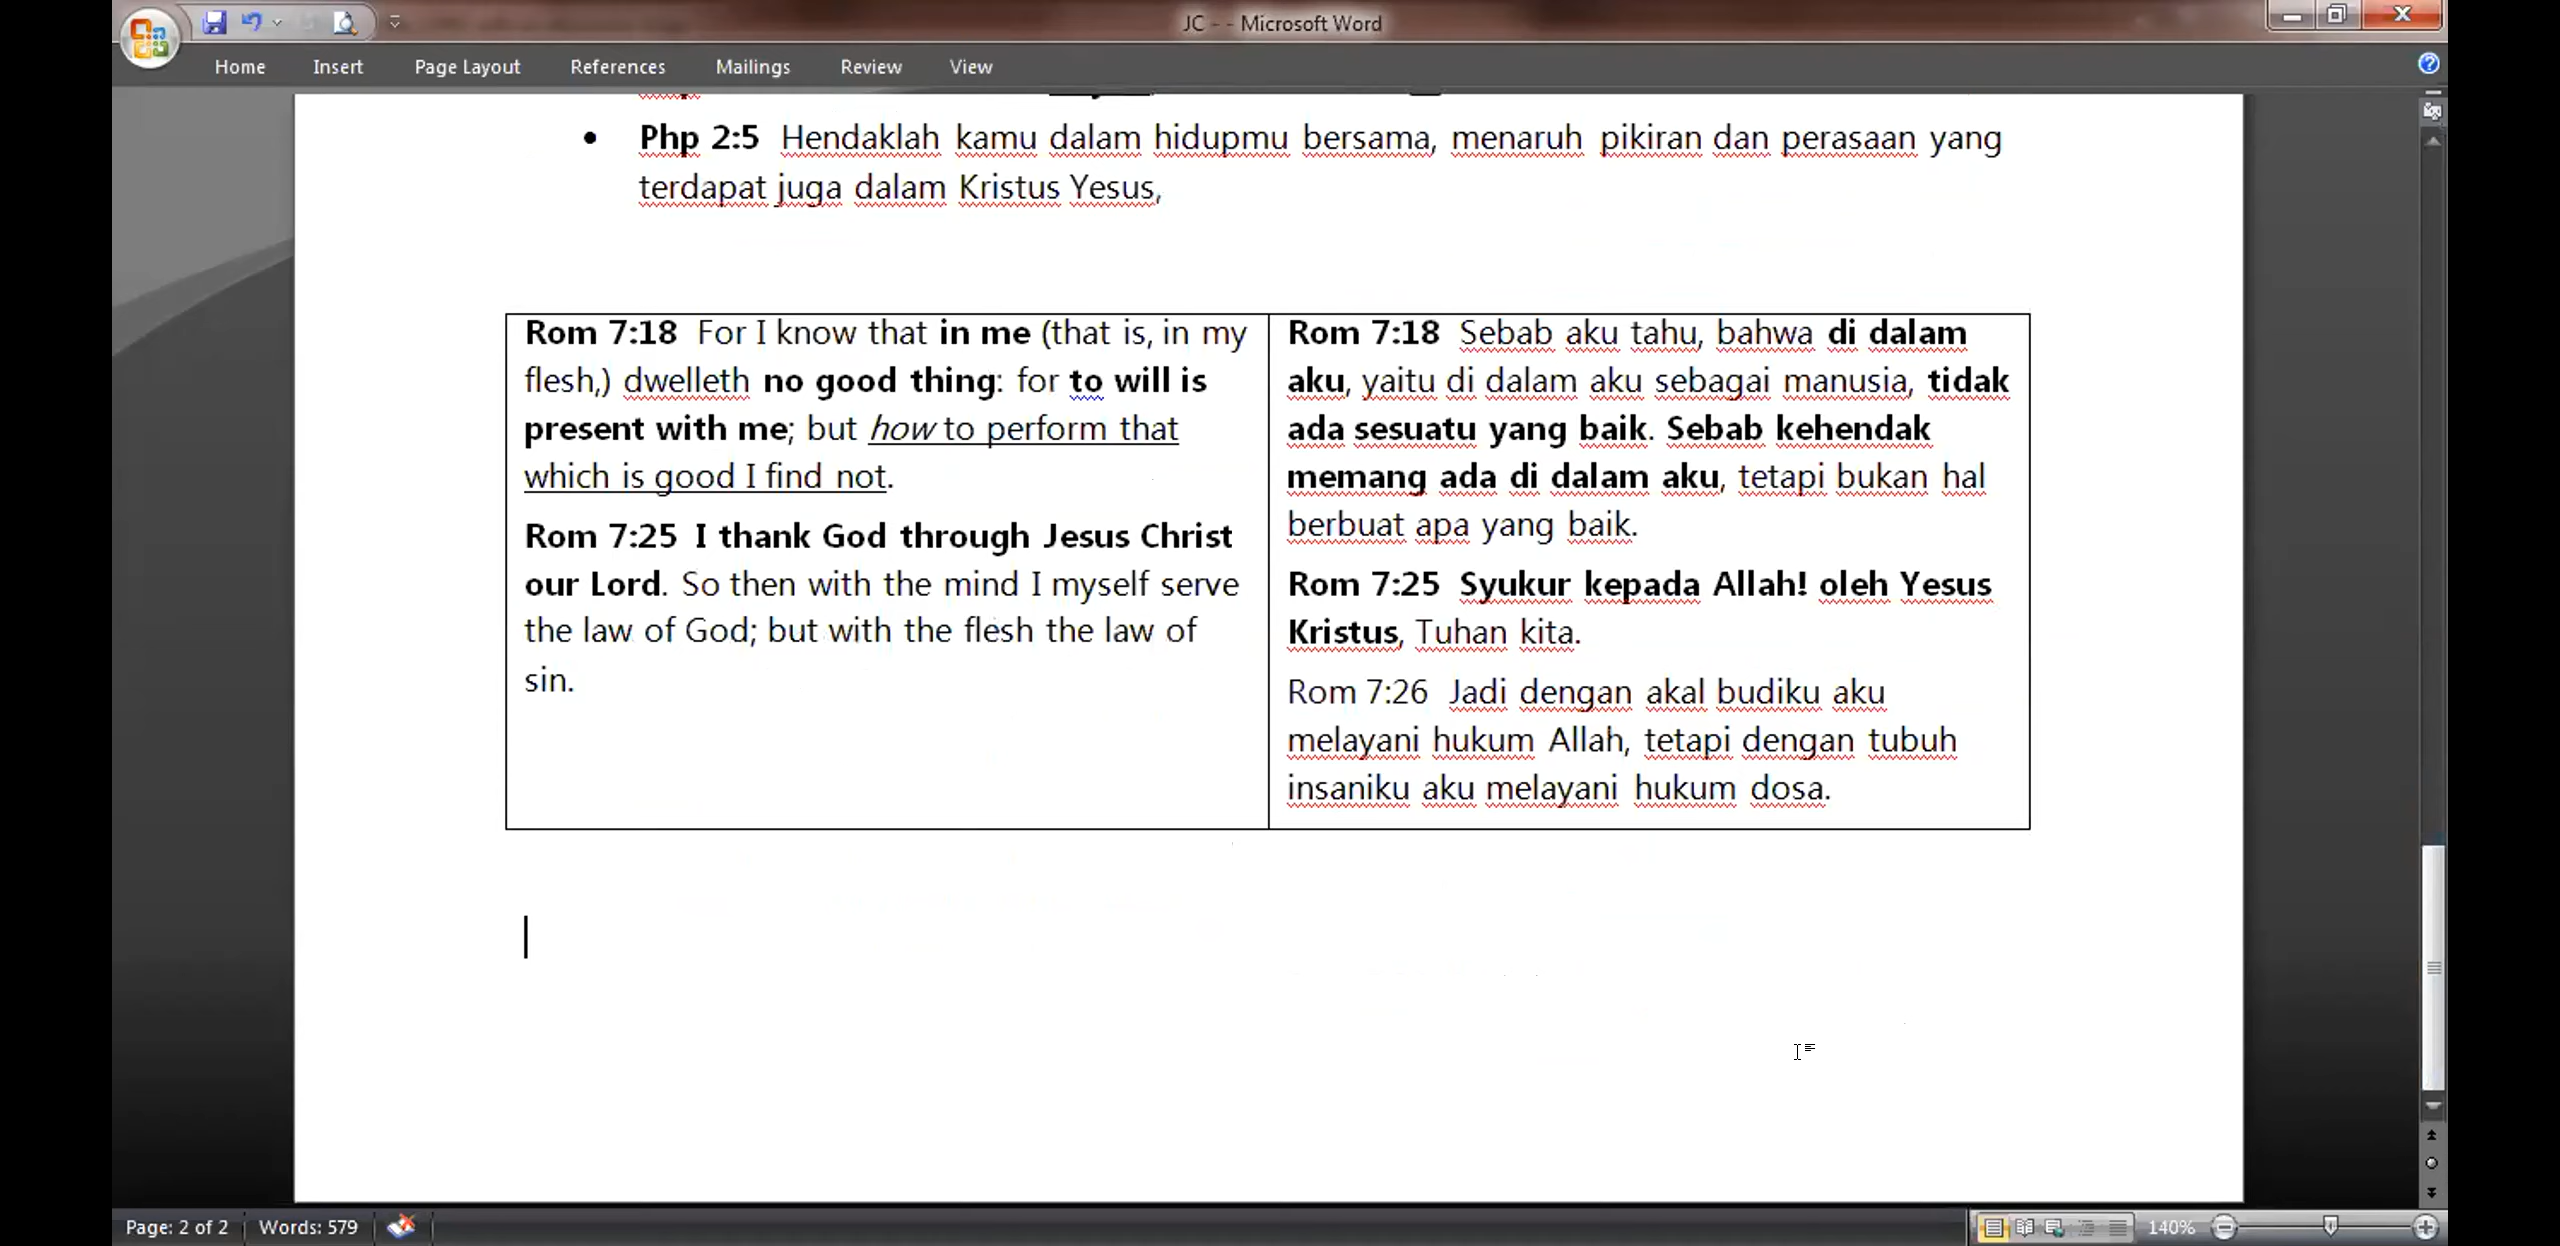 JC - - Microsoft Word
Home Insert Page Layout References Mailings Review View
• Php 2:5 Hendaklah kamu dalam hidupmu bersama, menaruh pikiran dan perasaan yang
terdapat juga dalam Kristus Yesus,
Rom 7:18 For I know that in me (that is, in my
flesh,) dwelleth no good thing: for to will is
present with me; but how to perform that
which is good I find not.
Rom 7:25 I thank God through Jesus Christ
our Lord. So then with the mind I myself serve
the law of God; but with the flesh the law of
sin.
Rom 7:18 Sebab aku tahu, bahwa di dalam
aku, yaitu di dalam aku sebagai manusia, tidak
ada sesuatu yang baik. Sebab kehendak
memang ada di dalam aku, tetapi bukan hal
berbuat apa yang baik.
Rom 7:25 Syukur kepada Allah! oleh Yesus
Kristus, Tuhan kita.
Rom 7:26 Jadi dengan akal budiku aku
melayani hukum Allah, tetapi dengan tubuh
insaniku aku melayani hukum dosa.
Page: 2 of 2 Words: 579 140%